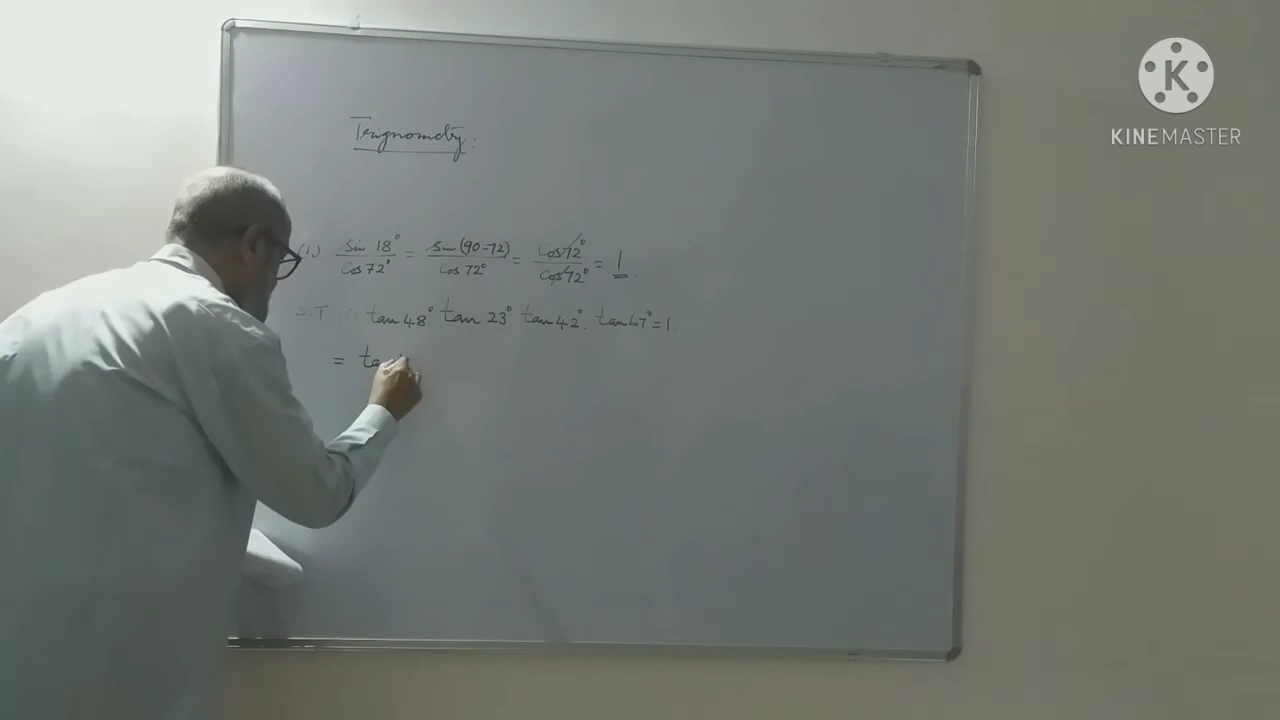 Trignometry:
(1.) Sin 18° / Cos 72° = Sin (90-72) / Cos 72° = Cos 72° / Cos 72° = 1
S.T (i) tan 48° tan 23° tan 42°. tan 67° = 1.
= ta
K
KINEMASTER